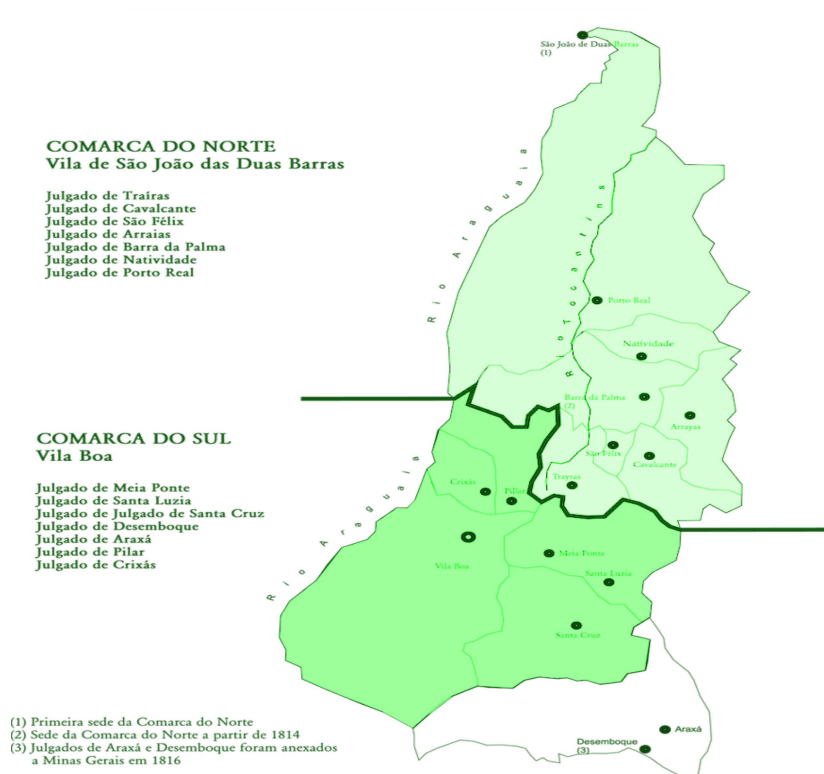 São João de Duas Barras
(1)
COMARCA DO NORTE
Vila de São João das Duas Barras
Julgado de Traíras
Julgado de Cavalcante
Julgado de São Félix
Julgado de Arraias
Julgado de Barra da Palma
Julgado de Natividade
Julgado de Porto Real
Rio Araguaia
Rio Tocantins
Porto Real
Natividade
Barra da Palma
(2)
Arrayas
São Félix
Cavalcante
Trayras
COMARCA DO SUL
Vila Boa
Julgado de Meia Ponte
Julgado de Santa Luzia
Julgado de Julgado de Santa Cruz
Julgado de Desemboque
Julgado de Araxá
Julgado de Pilar
Julgado de Crixás
Rio Araguaia
Crixás
Pillar
Vila Boa
Meia Ponte
Santa Luzia
Santa Cruz
Araxá
Desemboque
(3)
(1) Primeira sede da Comarca do Norte
(2) Sede da Comarca do Norte a partir de 1814
(3) Julgados de Araxá e Desemboque foram anexados
a Minas Gerais em 1816